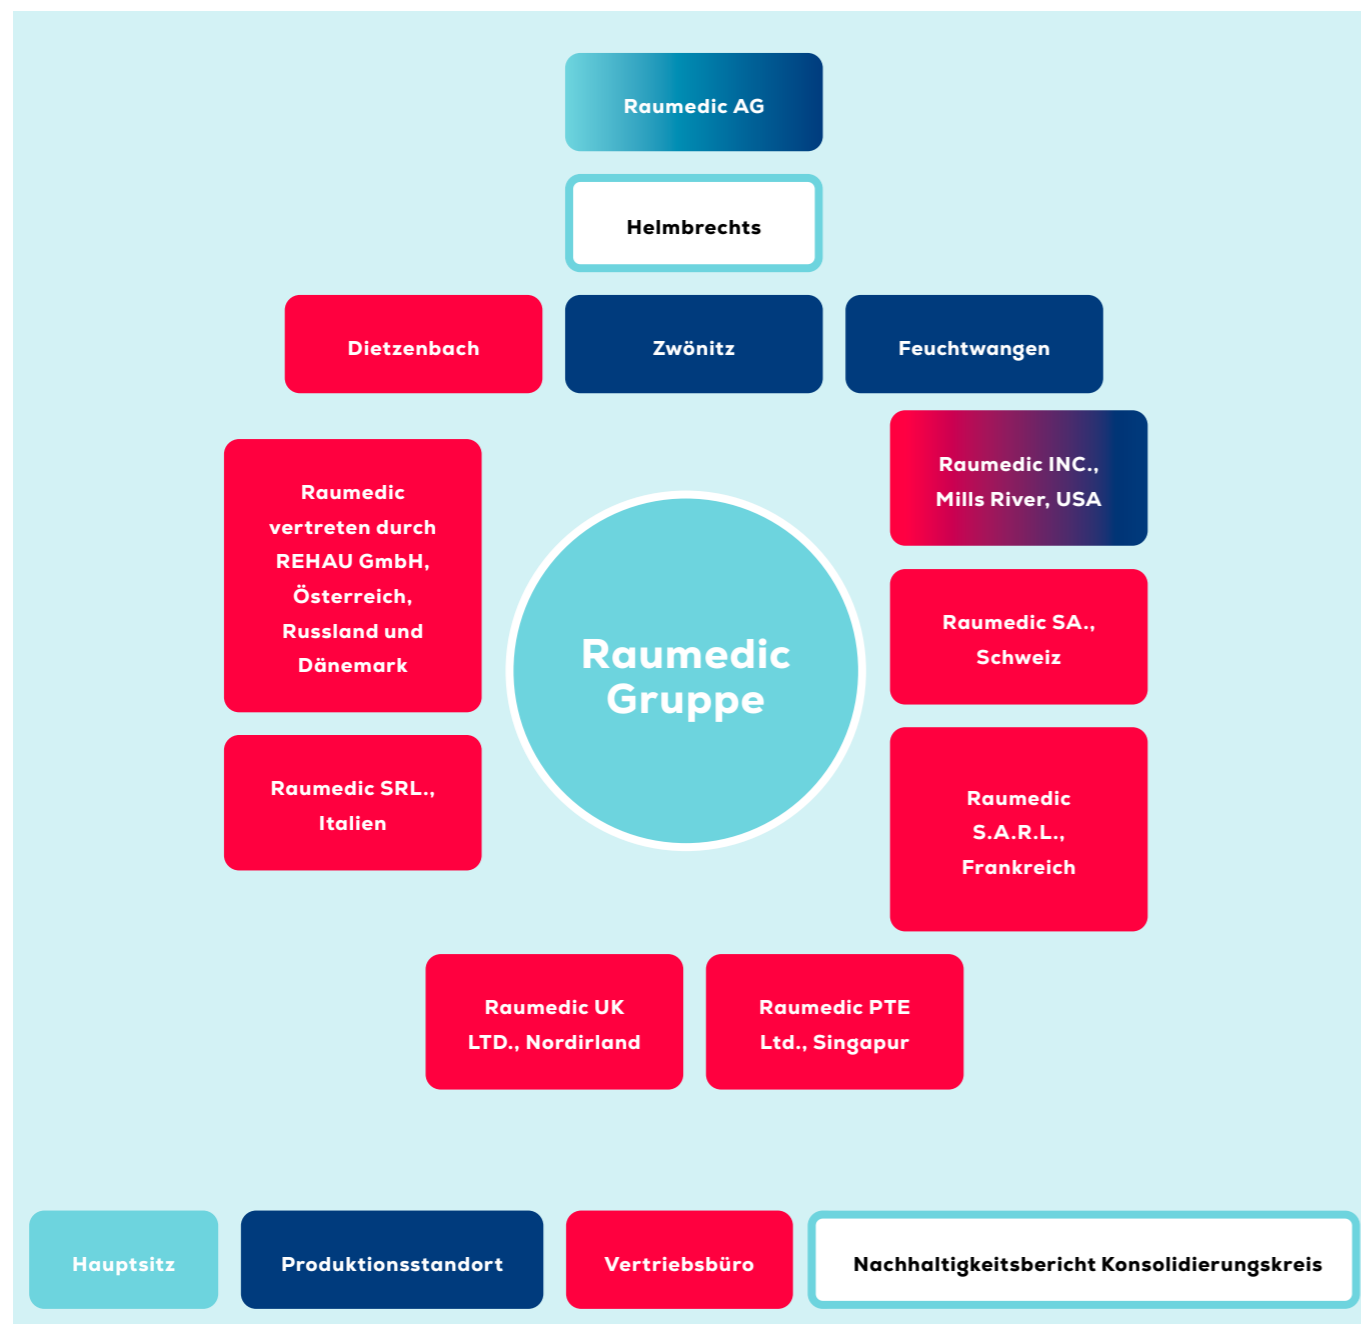 Raumedic AG
Helmbrechts
Dietzenbach
Zwönitz
Feuchtwangen
Raumedic
vertreten durch
REHAU GmbH,
Österreich,
Russland und
Dänemark
Raumedic INC.,
Mills River, USA
Raumedic SA.,
Schweiz
Raumedic
Gruppe
Raumedic SRL.,
Italien
Raumedic
S.A.R.L.,
Frankreich
Raumedic UK
LTD., Nordirland
Raumedic PTE
Ltd., Singapur
Hauptsitz
Produktionsstandort
Vertriebsbüro
Nachhaltigkeitsbericht Konsolidierungskreis